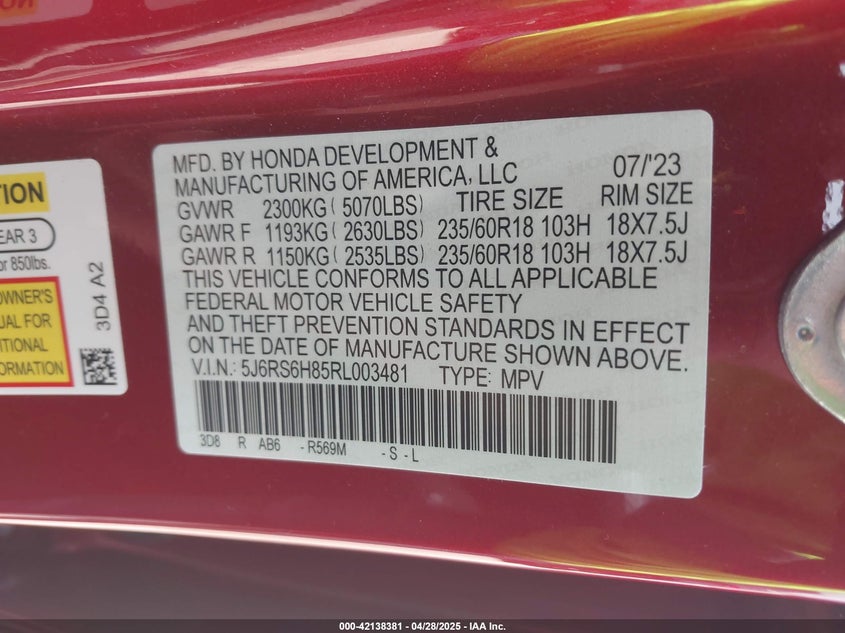 TION
EAR 3
or 850lbs.
OWNER'S
UAL FOR
ITIONAL
RMATION
3D4 A2
MFD. BY HONDA DEVELOPMENT &
MANUFACTURING OF AMERICA, LLC 07/'23
GVWR 2300KG ( 5070LBS) TIRE SIZE RIM SIZE
GAWR F 1193KG ( 2630LBS) 235/60R18 103H 18X7.5J
GAWR R 1150KG ( 2535LBS) 235/60R18 103H 18X7.5J
THIS VEHICLE CONFORMS TO ALL APPLICABLE
FEDERAL MOTOR VEHICLE SAFETY
AND THEFT PREVENTION STANDARDS IN EFFECT
ON THE DATE OF MANUFACTURE SHOWN ABOVE.
V.I.N.: 5J6RS6H85RL003481 TYPE: MPV
3D8 R AB6 -R569M -S -L
000-42138381 | 04/28/2025 - IAA Inc.